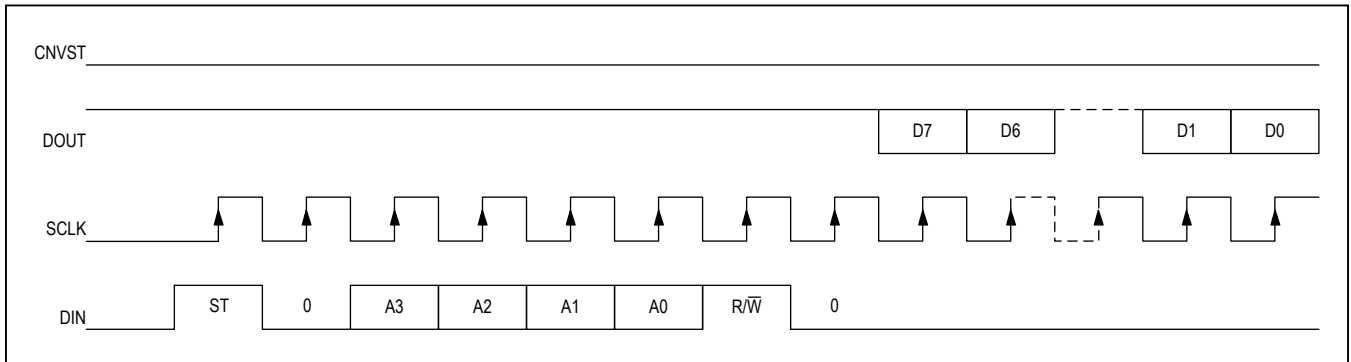 CNVST
DOUT D7 D6 D1 D0
SCLK
DIN ST 0 A3 A2 A1 A0 R/W̅ 0